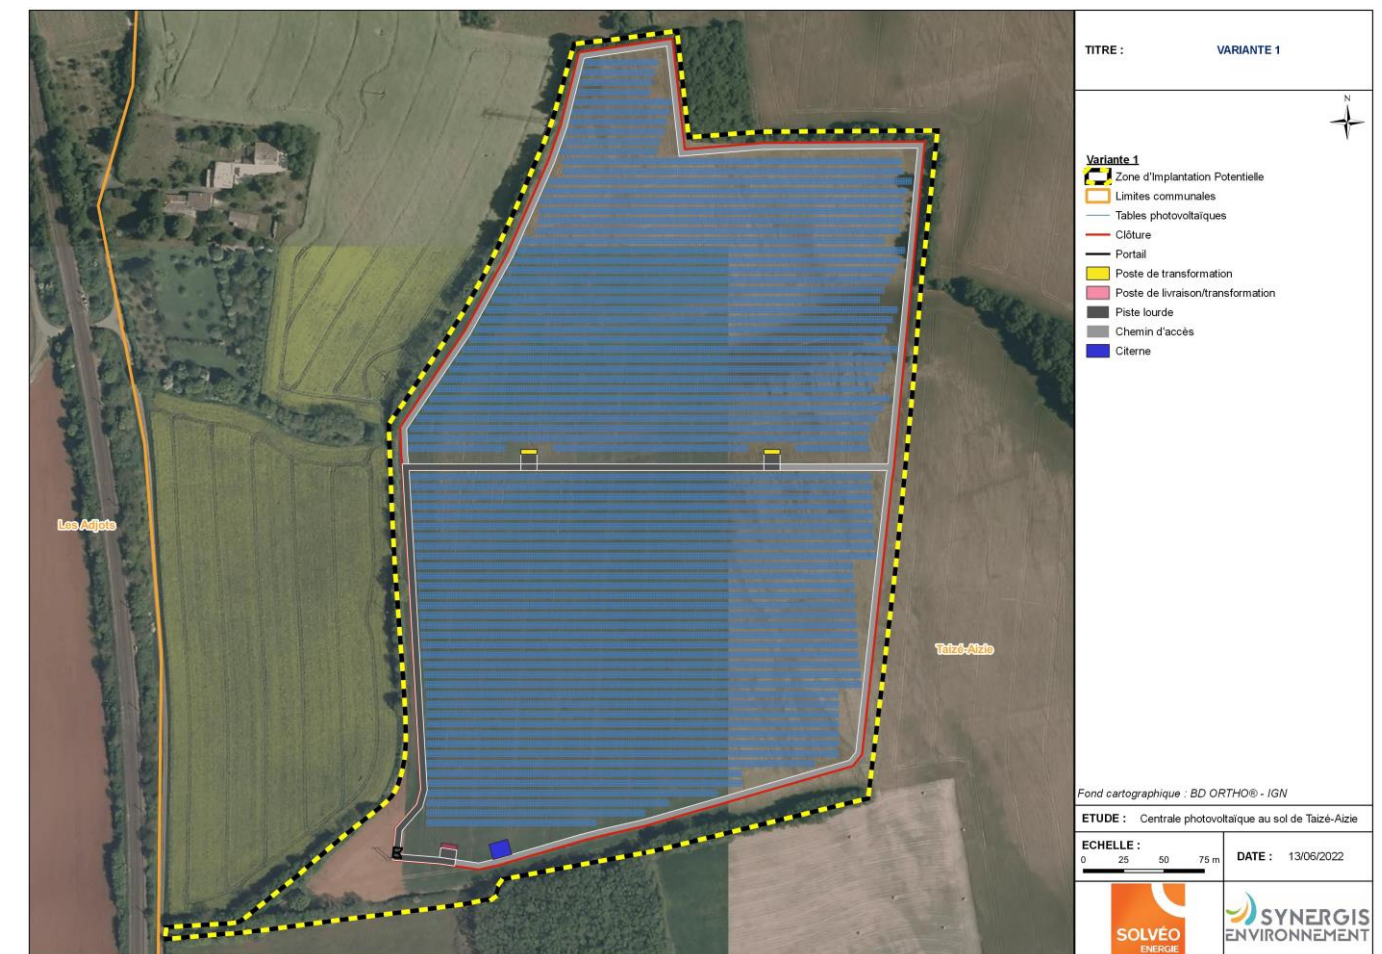 TITRE : VARIANTE 1
N
Variante 1
Zone d'Implantation Potentielle
Limites communales
Tables photovoltaïques
Clôture
Portail
Poste de transformation
Poste de livraison/transformation
Piste lourde
Chemin d'accès
Citerne
Les Adjots
Taizé-Aizie
Fond cartographique : BD ORTHO® - IGN
ETUDE : Centrale photovoltaïque au sol de Taizé-Aizie
ECHELLE :
0 25 50 75 m
DATE : 13/06/2022
SOLVÉO
ENERGIE
SYNERGIS
ENVIRONNEMENT